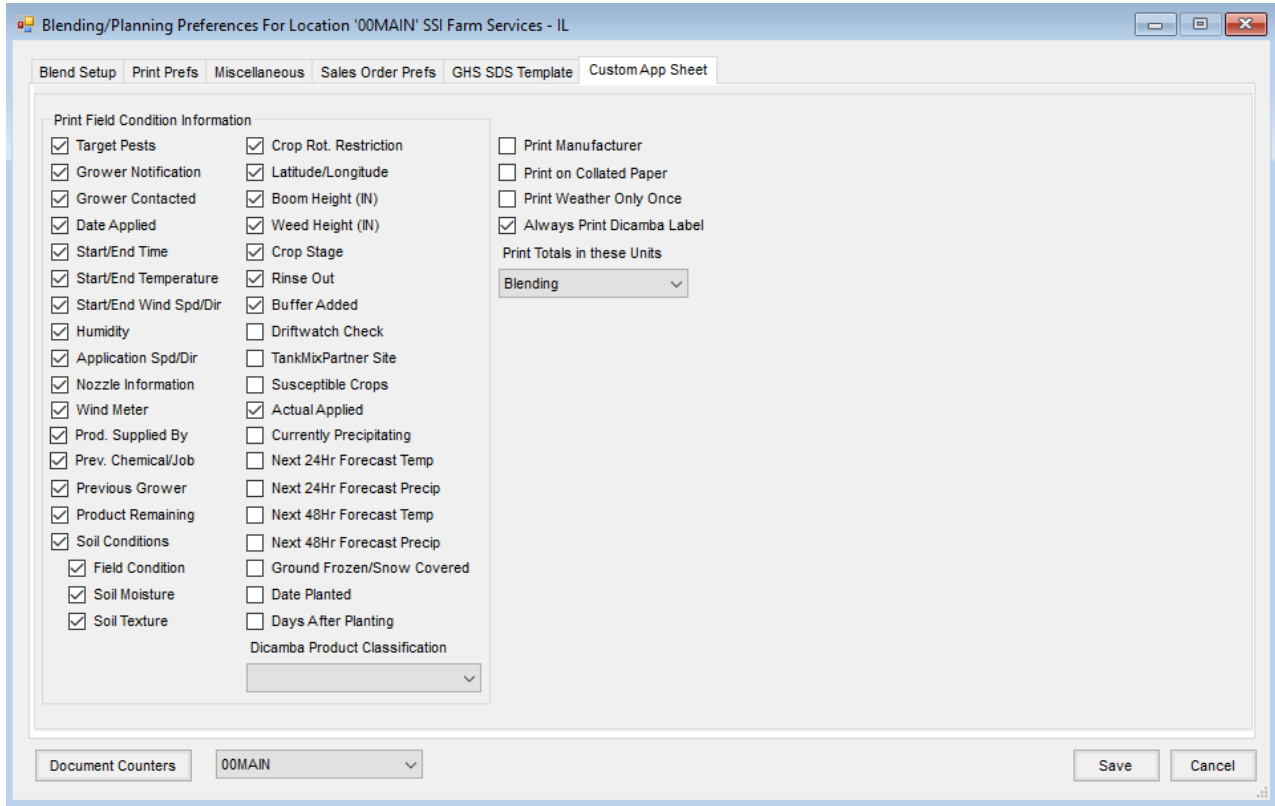 Blending/Planning Preferences For Location '00MAIN' SSI Farm Services - IL
Blend Setup Print Prefs Miscellaneous Sales Order Prefs GHS SDS Template Custom App Sheet
Print Field Condition Information
Target Pests
Grower Notification
Grower Contacted
Date Applied
Start/End Time
Start/End Temperature
Start/End Wind Spd/Dir
Humidity
Application Spd/Dir
Nozzle Information
Wind Meter
Prod. Supplied By
Prev. Chemical/Job
Previous Grower
Product Remaining
Soil Conditions
Field Condition
Soil Moisture
Soil Texture
Crop Rot. Restriction
Latitude/Longitude
Boom Height (IN)
Weed Height (IN)
Crop Stage
Rinse Out
Buffer Added
Driftwatch Check
TankMixPartner Site
Susceptible Crops
Actual Applied
Currently Precipitating
Next 24Hr Forecast Temp
Next 24Hr Forecast Precip
Next 48Hr Forecast Temp
Next 48Hr Forecast Precip
Ground Frozen/Snow Covered
Date Planted
Days After Planting
Dicamba Product Classification
Print Manufacturer
Print on Collated Paper
Print Weather Only Once
Always Print Dicamba Label
Print Totals in these Units
Blending
Document Counters
00MAIN
Save
Cancel